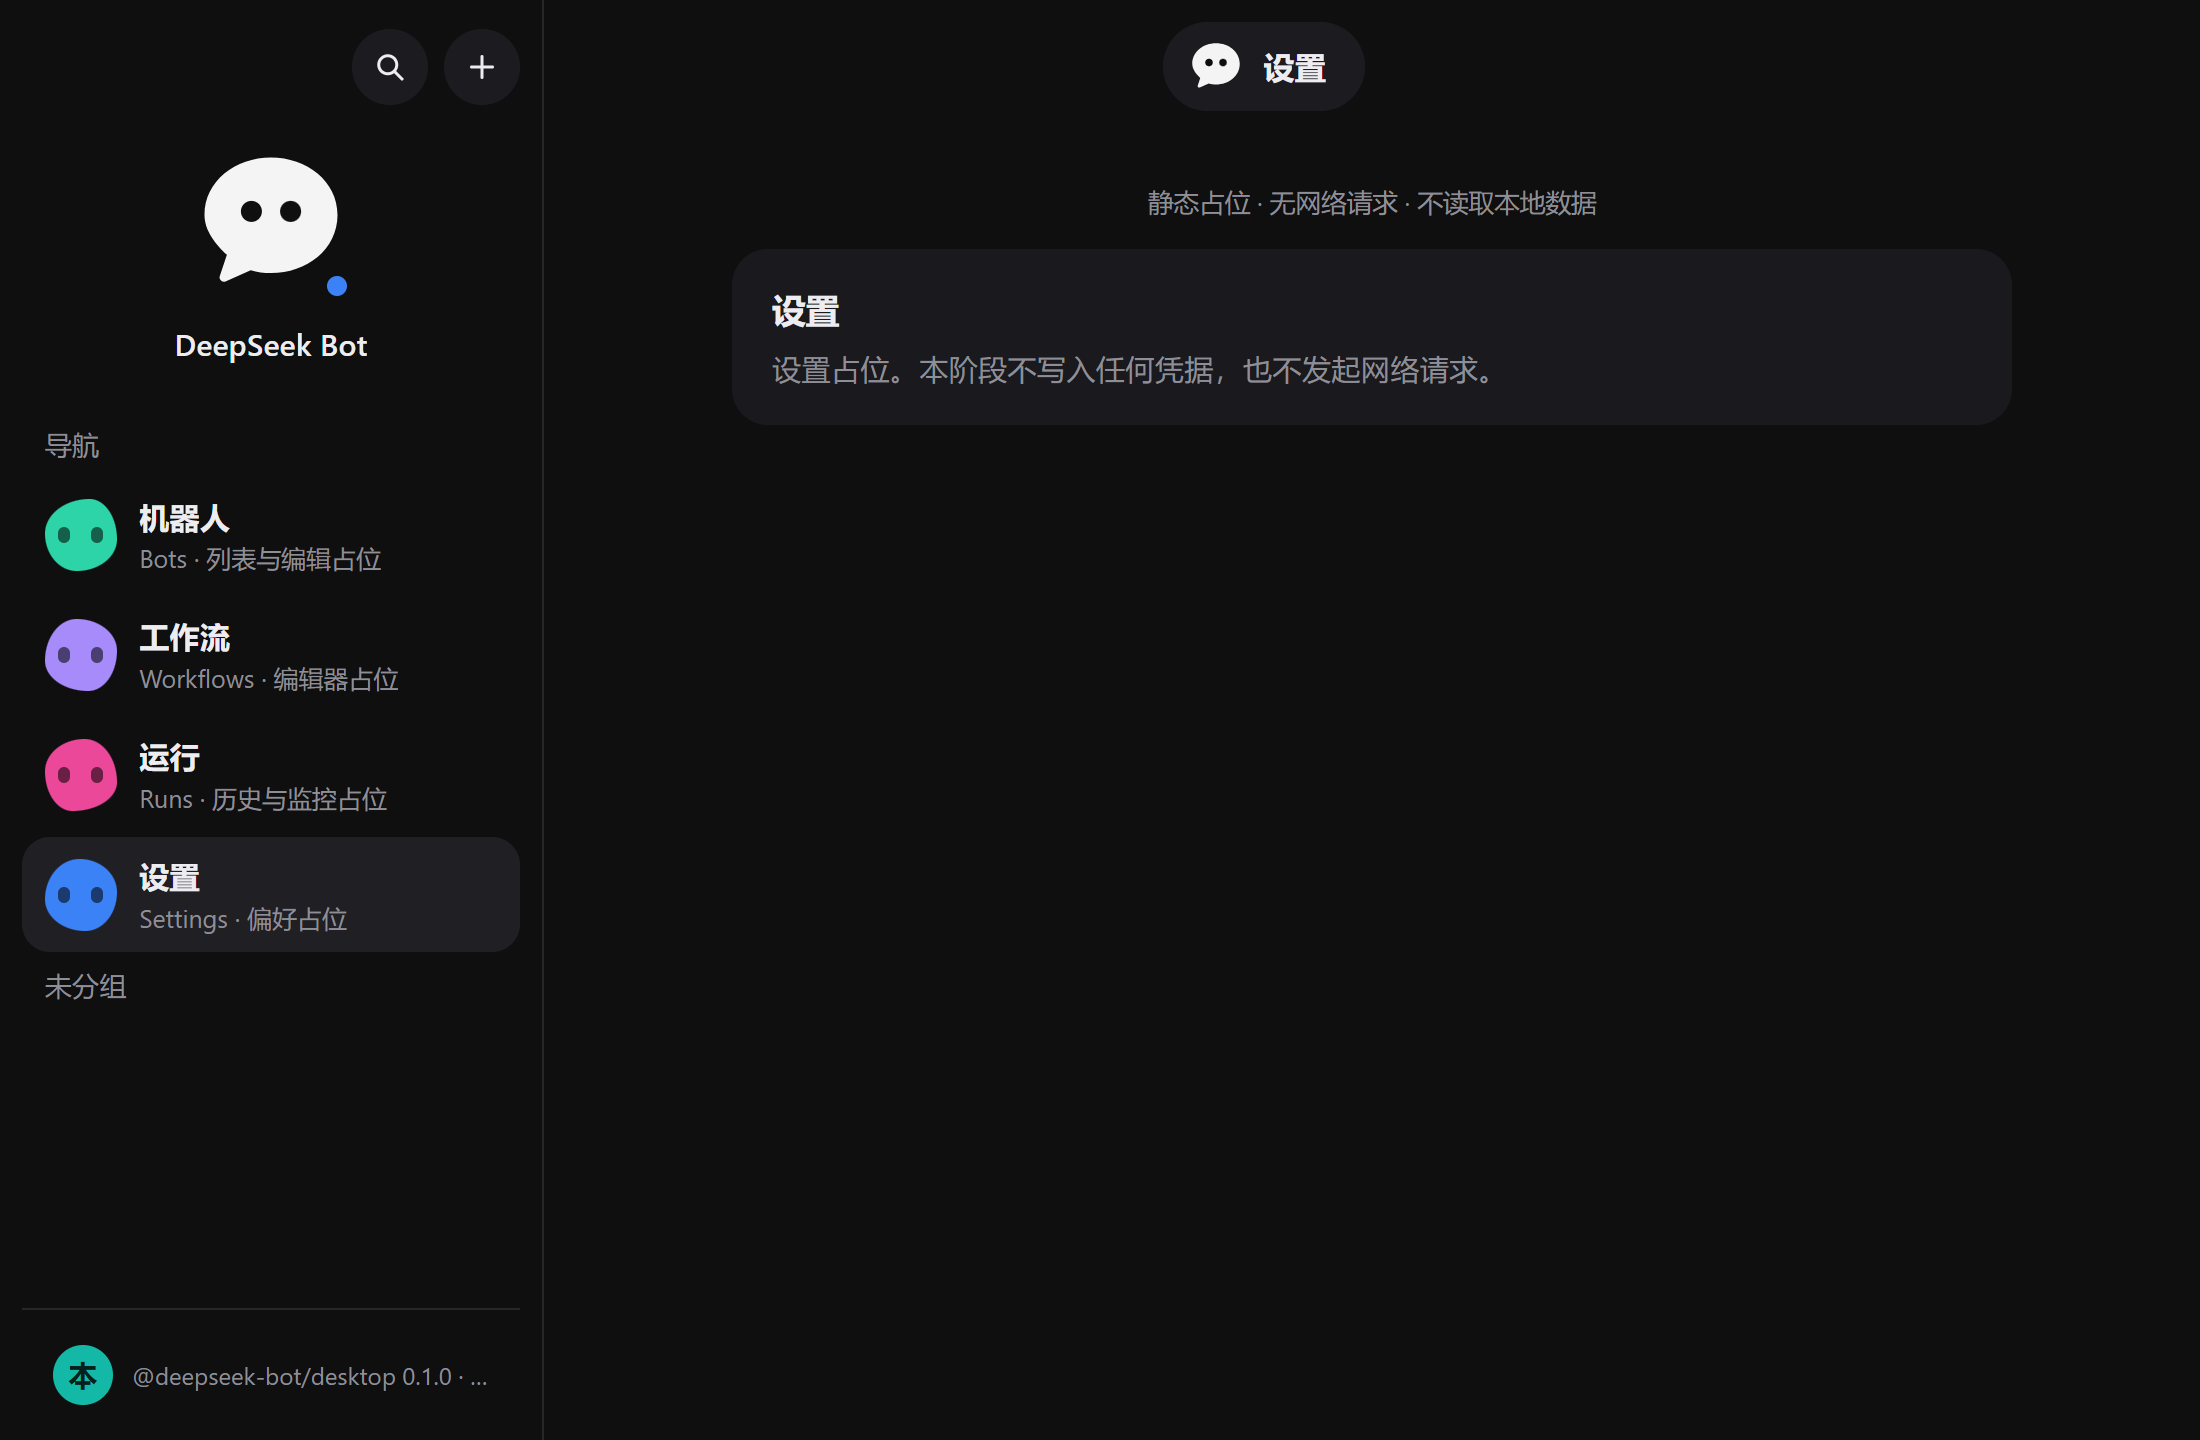 DeepSeek Bot
导航
机器人
Bots · 列表与编辑占位
工作流
Workflows · 编辑器占位
运行
Runs · 历史与监控占位
设置
Settings · 偏好占位
未分组
本
@deepseek-bot/desktop 0.1.0 · ...
设置
静态占位 · 无网络请求 · 不读取本地数据
设置
设置占位。本阶段不写入任何凭据，也不发起网络请求。